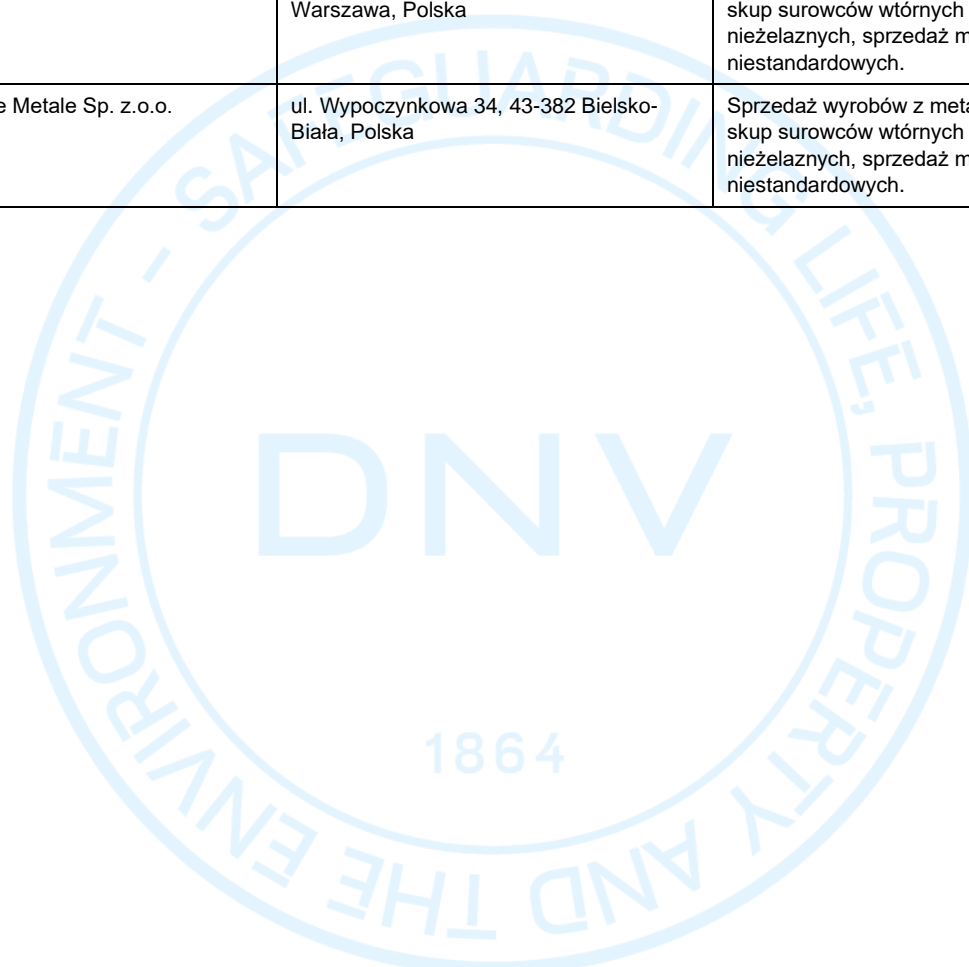 Warszawa, Polska
skup surowców wtórnych
nieżelaznych, sprzedaż
niestandardowych.
e Metale Sp. z.o.o.
ul. Wypoczynkowa 34, 43-382 Bielsko-
Biała, Polska
Sprzedaż wyrobów z
skup surowców wtórnych
nieżelaznych, sprzedaż
niestandardowych.
SAFEGUARDING LIFE, PROPERTY AND THE ENVIRONMENT -
DNV
1864